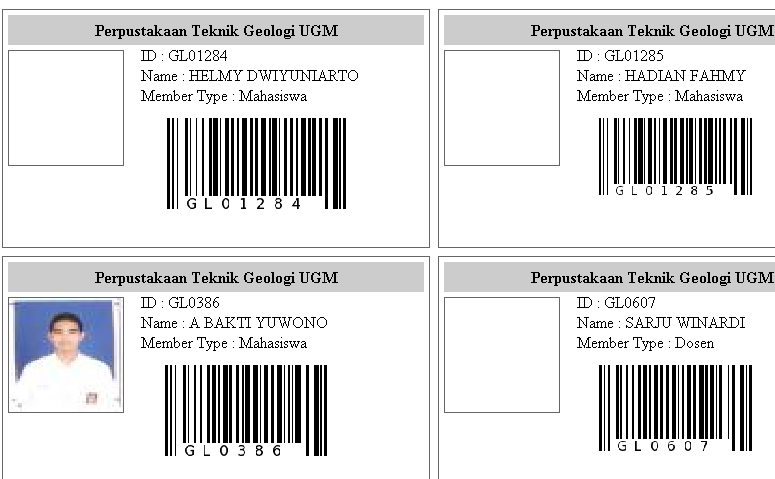 Perpustakaan Teknik Geologi UGM
ID : GL01284
Name : HELMY DWIYUNIARTO
Member Type : Mahasiswa
GL01284
Perpustakaan Teknik Geologi UGM
ID : GL01285
Name : HADIAN FAHMY
Member Type : Mahasiswa
GL01285
Perpustakaan Teknik Geologi UGM
ID : GL0386
Name : A BAKTI YUWONO
Member Type : Mahasiswa
GL0386
Perpustakaan Teknik Geologi UGM
ID : GL0607
Name : SARJU WINARDI
Member Type : Dosen
GL0607